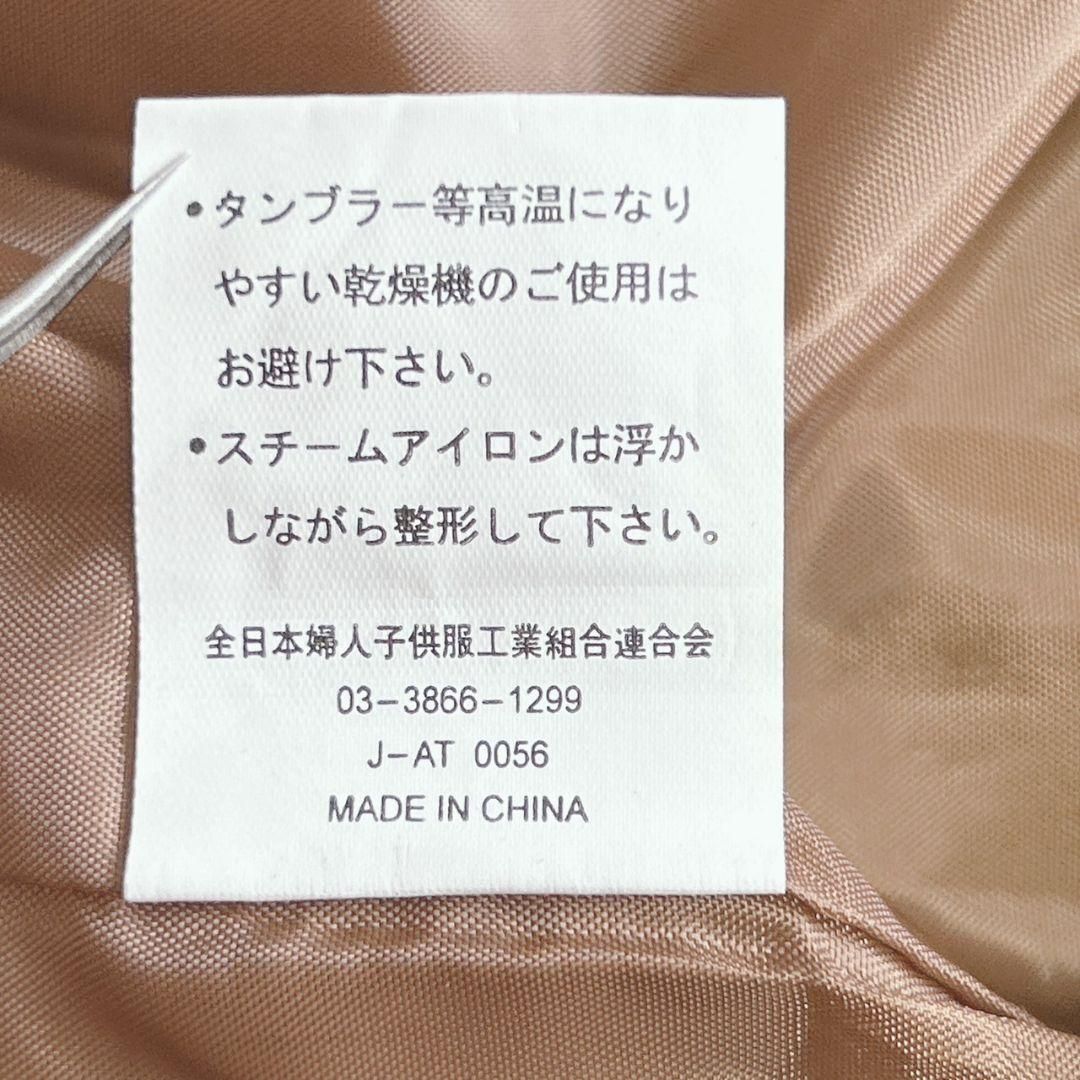 •タンブラー等高温になり
やすい乾燥機のご使用は
お避け下さい。
•スチームアイロンは浮か
しながら整形して下さい。
全日本婦人子供服工業組合連合会
03-3866-1299
J-AT 0056
MADE IN CHINA